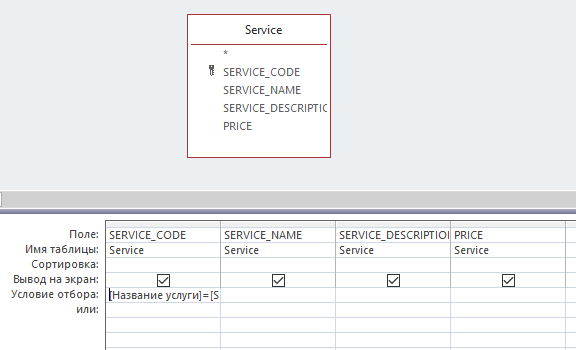 Service
*
SERVICE_CODE
SERVICE_NAME
SERVICE_DESCRIPTIC
PRICE
Поле: SERVICE_CODE SERVICE_NAME SERVICE_DESCRIPTIOI PRICE
Имя таблицы: Service Service Service Service
Сортировка:
Вывод на экран:
Условие отбора: [Название услуги]=[S
или: